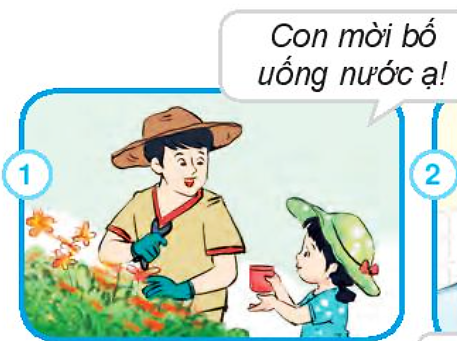 Con mời bố
uống nước ạ!
1
2